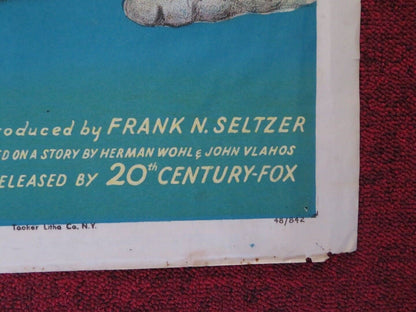 roduced by FRANK N. SELTZER
ED ON A STORY BY HERMAN WOHL & JOHN VLAHOS
ELEASED BY 20th CENTURY-FOX
Tooker Litho Co. N.Y. 48/842